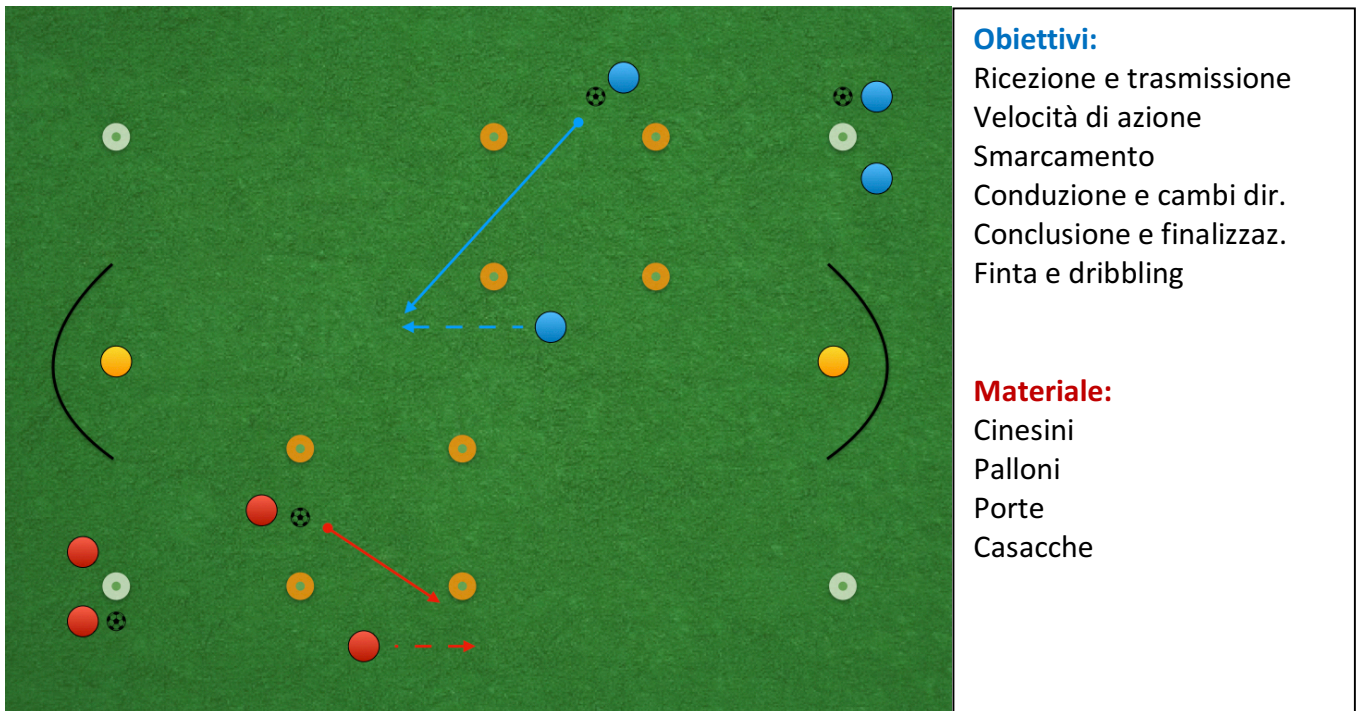 Obiettivi:
Ricezione e trasmissione
Velocità di azione
Smarcamento
Conduzione e cambi dir.
Conclusione e finalizzaz.
Finta e dribbling
Materiale:
Cinesini
Palloni
Porte
Casacche